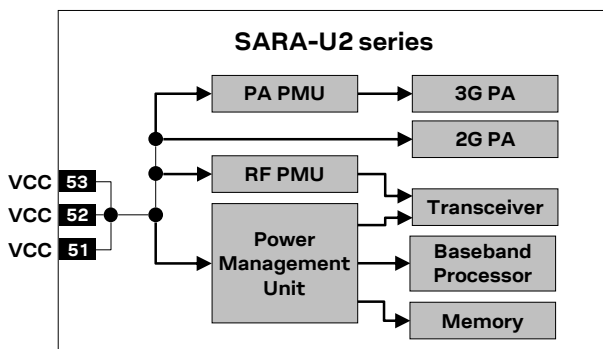 SARA-U2 series
PA PMU
3G PA
2G PA
VCC 53
RF PMU
VCC 52
Transceiver
VCC 51
Power
Management
Unit
Baseband
Processor
Memory